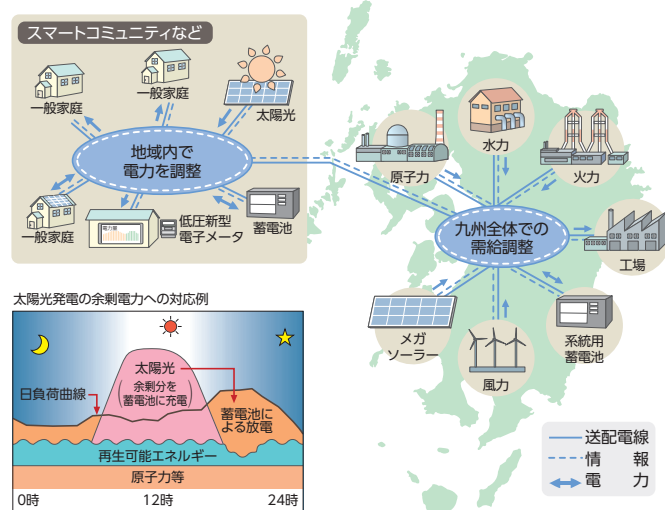 スマートコミュニティなど
一般家庭
一般家庭
太陽光
地域内で
電力を調整
一般家庭
電力量
低圧新型
電子メータ
蓄電池
原子力
水力
火力
九州全体での
需給調整
工場
メガ
ソーラー
風力
系統用
蓄電池
太陽光発電の余剰電力への対応例
日負荷曲線
太陽光
(余剰分を
蓄電池に充電)
蓄電池に
よる放電
再生可能エネルギー
原子力等
0時
12時
24時
送配電線
情 報
電 力